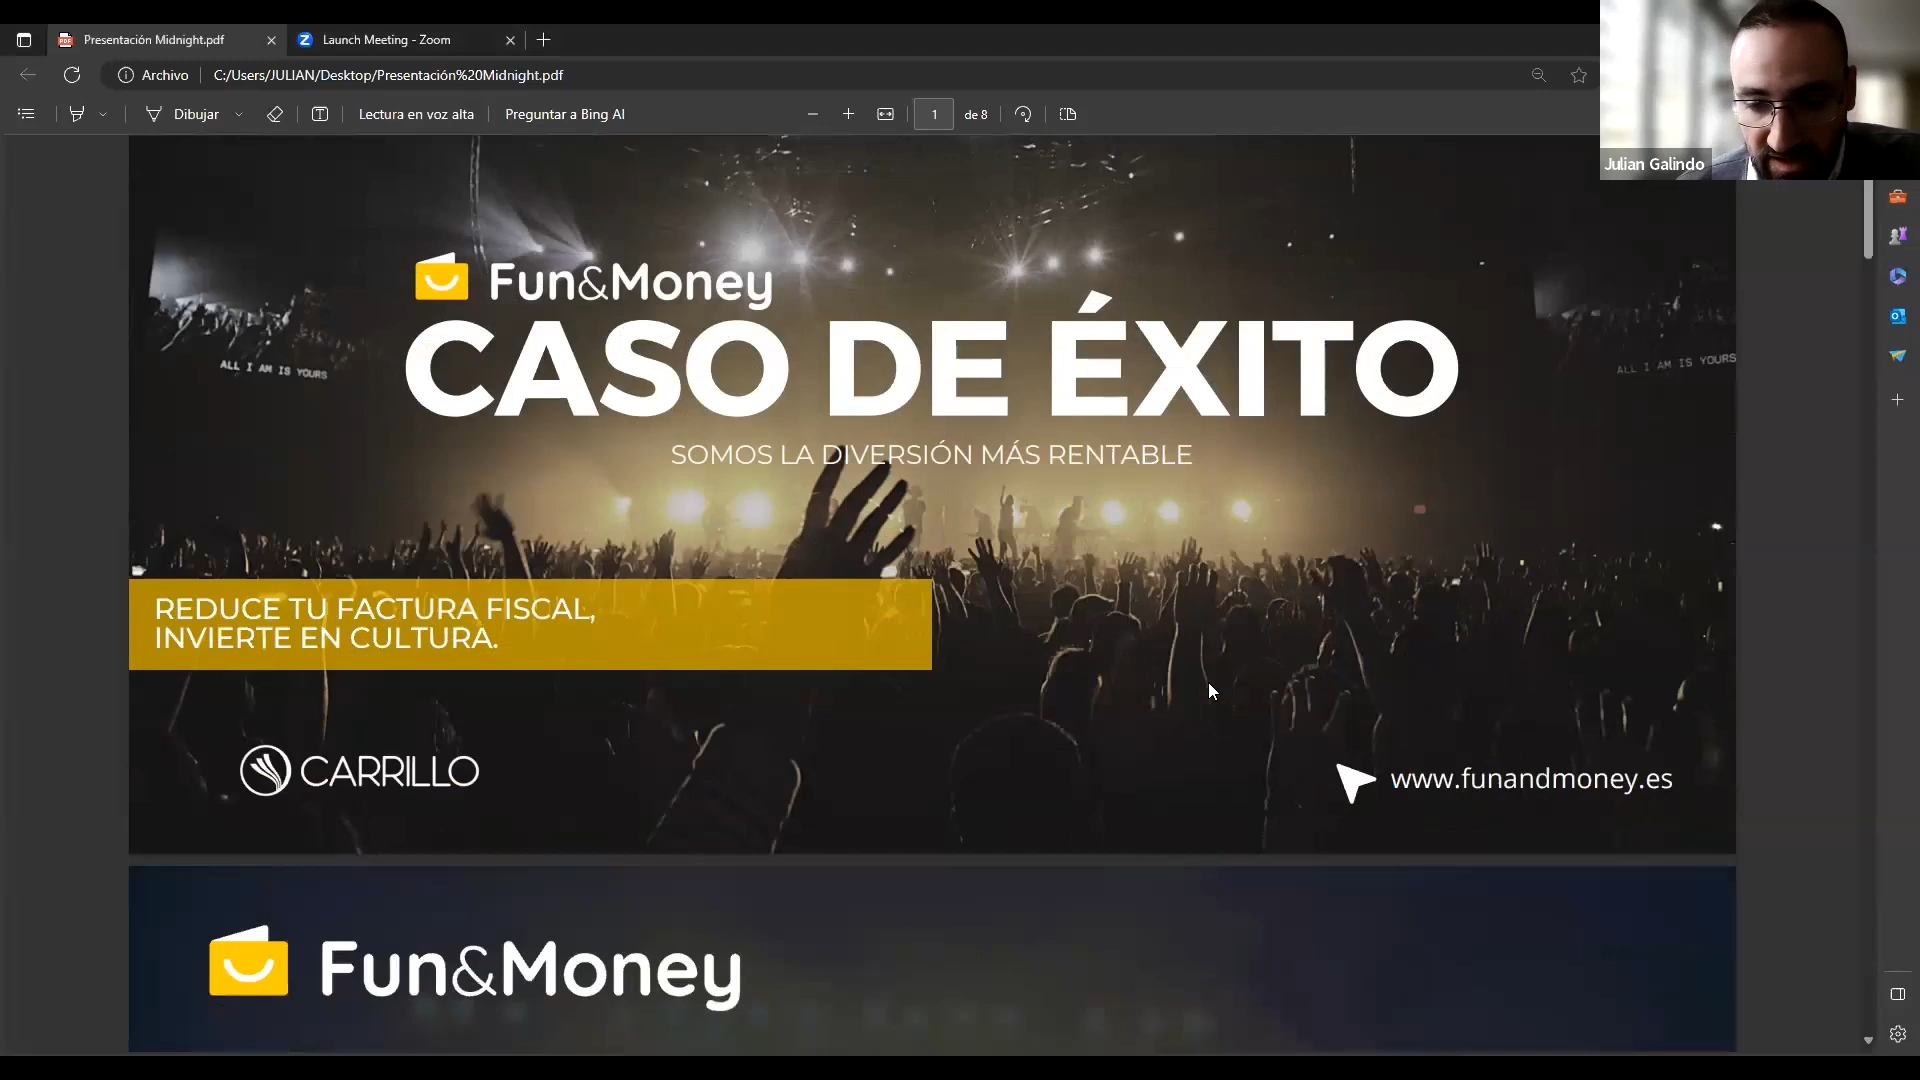 Presentación Midnight.pdf
Launch Meeting - Zoom
Archivo
C:/Users/JULIAN/Desktop/Presentación%20Midnight.pdf
Dibujar
Lectura en voz alta
Preguntar a Bing AI
1
de 8
Julian Galindo
Fun&Money
CASO DE ÉXITO
ALL I AM IS YOURS
ALL I AM IS YOURS
SOMOS LA DIVERSIÓN MÁS RENTABLE
REDUCE TU FACTURA FISCAL,
INVIERTE EN CULTURA.
CARRILLO
www.funandmoney.es
Fun&Money